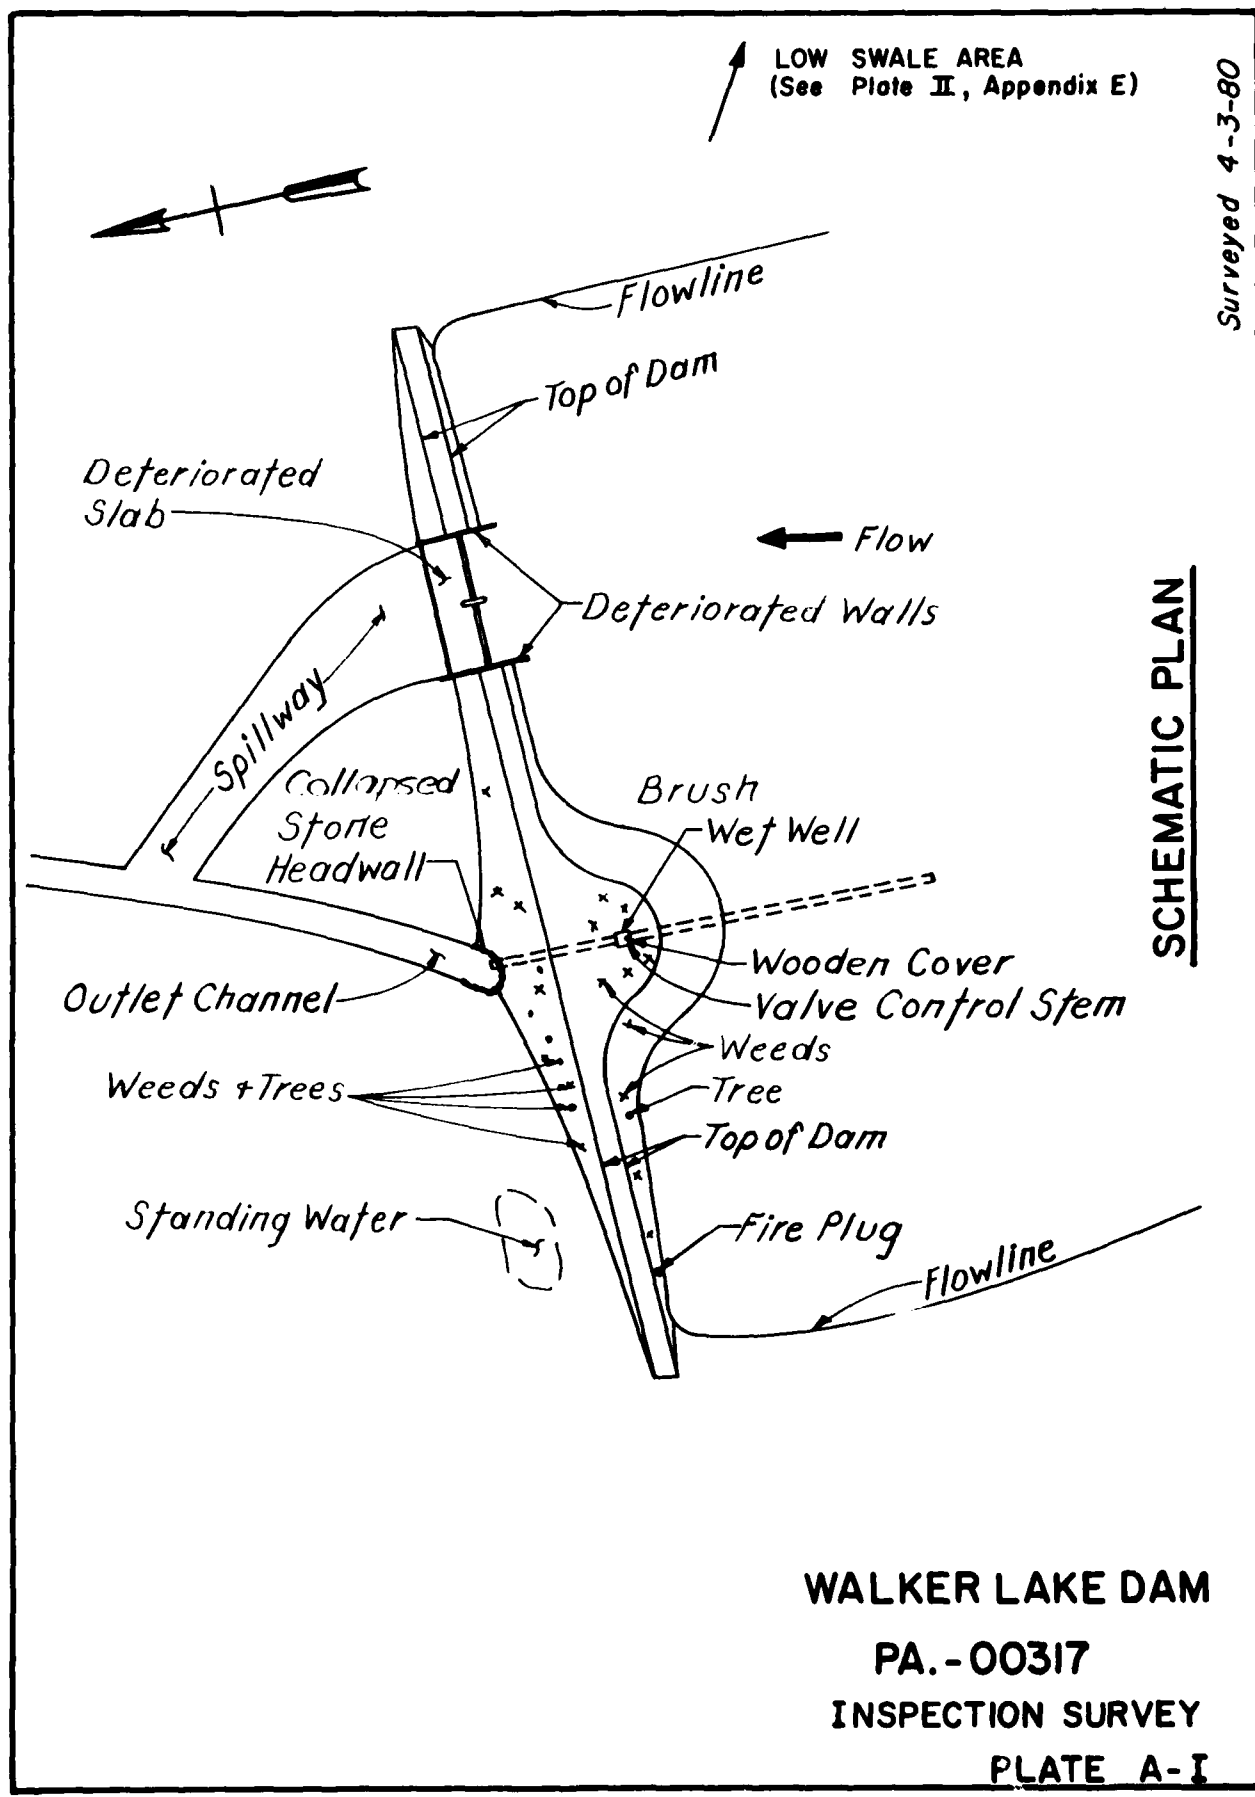 LOW SWALE AREA
(See Plate II, Appendix E)
Surveyed 4-3-80
Flowline
Top of Dam
Deteriorated
Slab
Flow
Deteriorated Walls
SCHEMATIC PLAN
Spillway
Collapsed
Stone
Headwall
Brush
Wet Well
Wooden Cover
Valve Control Stem
Outlet Channel
Weeds
Weeds + Trees
Tree
Top of Dam
Standing Water
Fire Plug
Flowline
WALKER LAKE DAM
PA.-00317
INSPECTION SURVEY
PLATE A-I